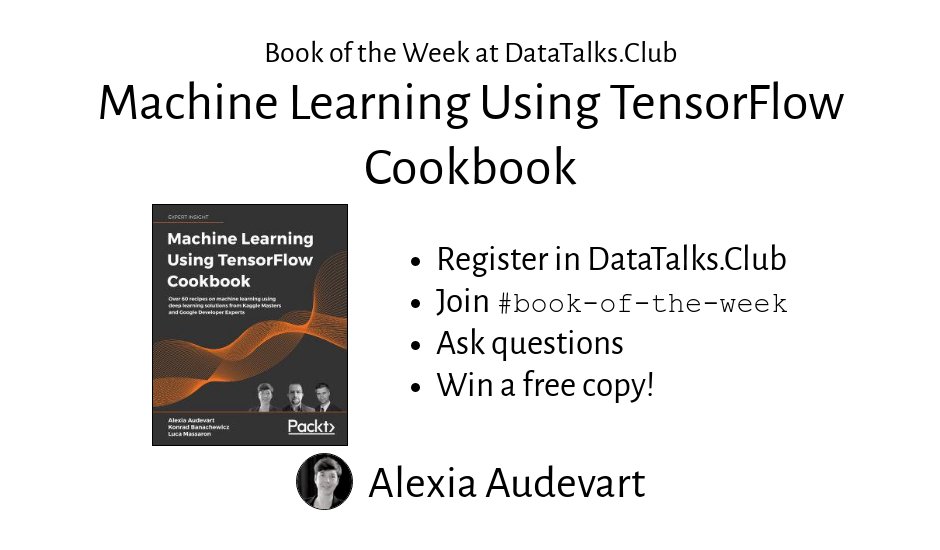 Book of the Week at DataTalks.Club
Machine Learning Using TensorFlow
Cookbook
EXPERT INSIGHT
Machine Learning
Using TensorFlow
Cookbook
Over 60 recipes on machine learning using
deep learning solutions from Kaggle Masters
and Google Developer Experts
Alexia Audevart
Konrad Banachewicz
Luca Massaron
Packt>
• Register in DataTalks.Club
• Join #book-of-the-week
• Ask questions
• Win a free copy!
Alexia Audevart